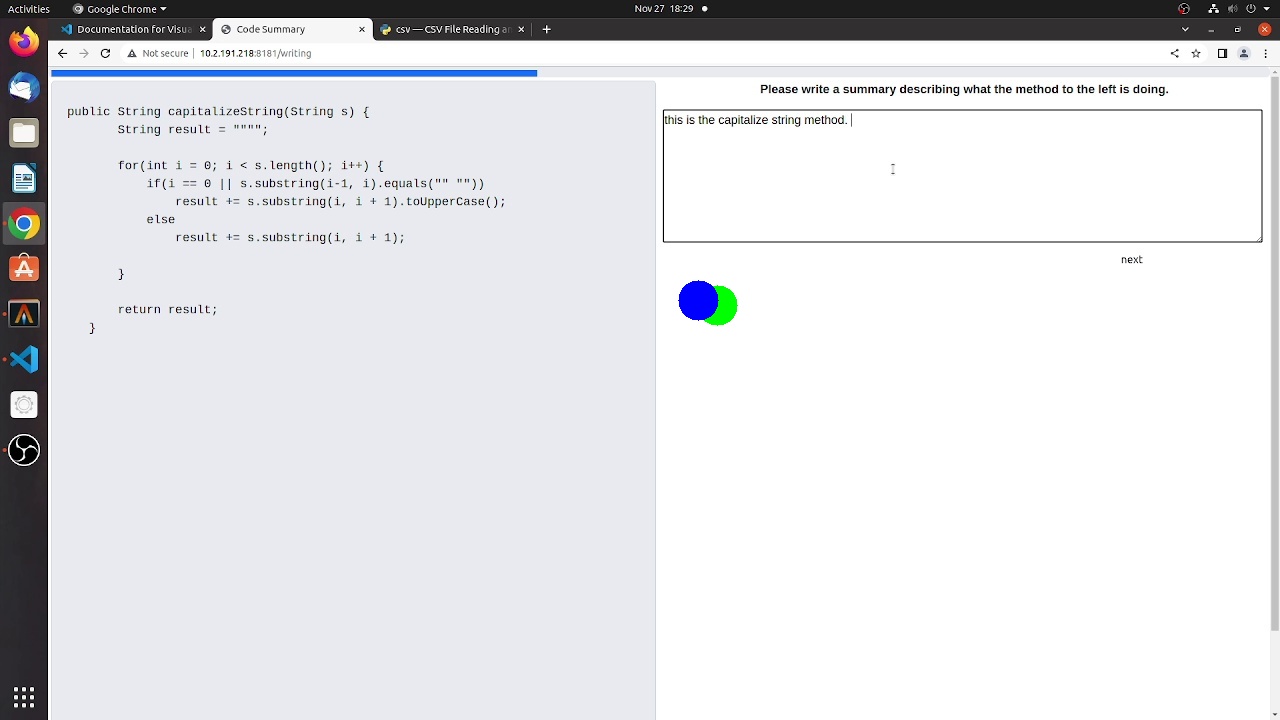 Activities
Google Chrome
Nov 27 18:29
Documentation for Visua
Code Summary
csv — CSV File Reading a
Not secure
10.2.191.218:8181/writing
public String capitalizeString(String s) {
String result = """";
for(int i = 0; i < s.length(); i++) {
if(i == 0 || s.substring(i-1, i).equals("" ""))
result += s.substring(i, i + 1).toUpperCase();
else
result += s.substring(i, i + 1);
}
return result;
}
Please write a summary describing what the method to the left is doing.
this is the capitalize string method.
next